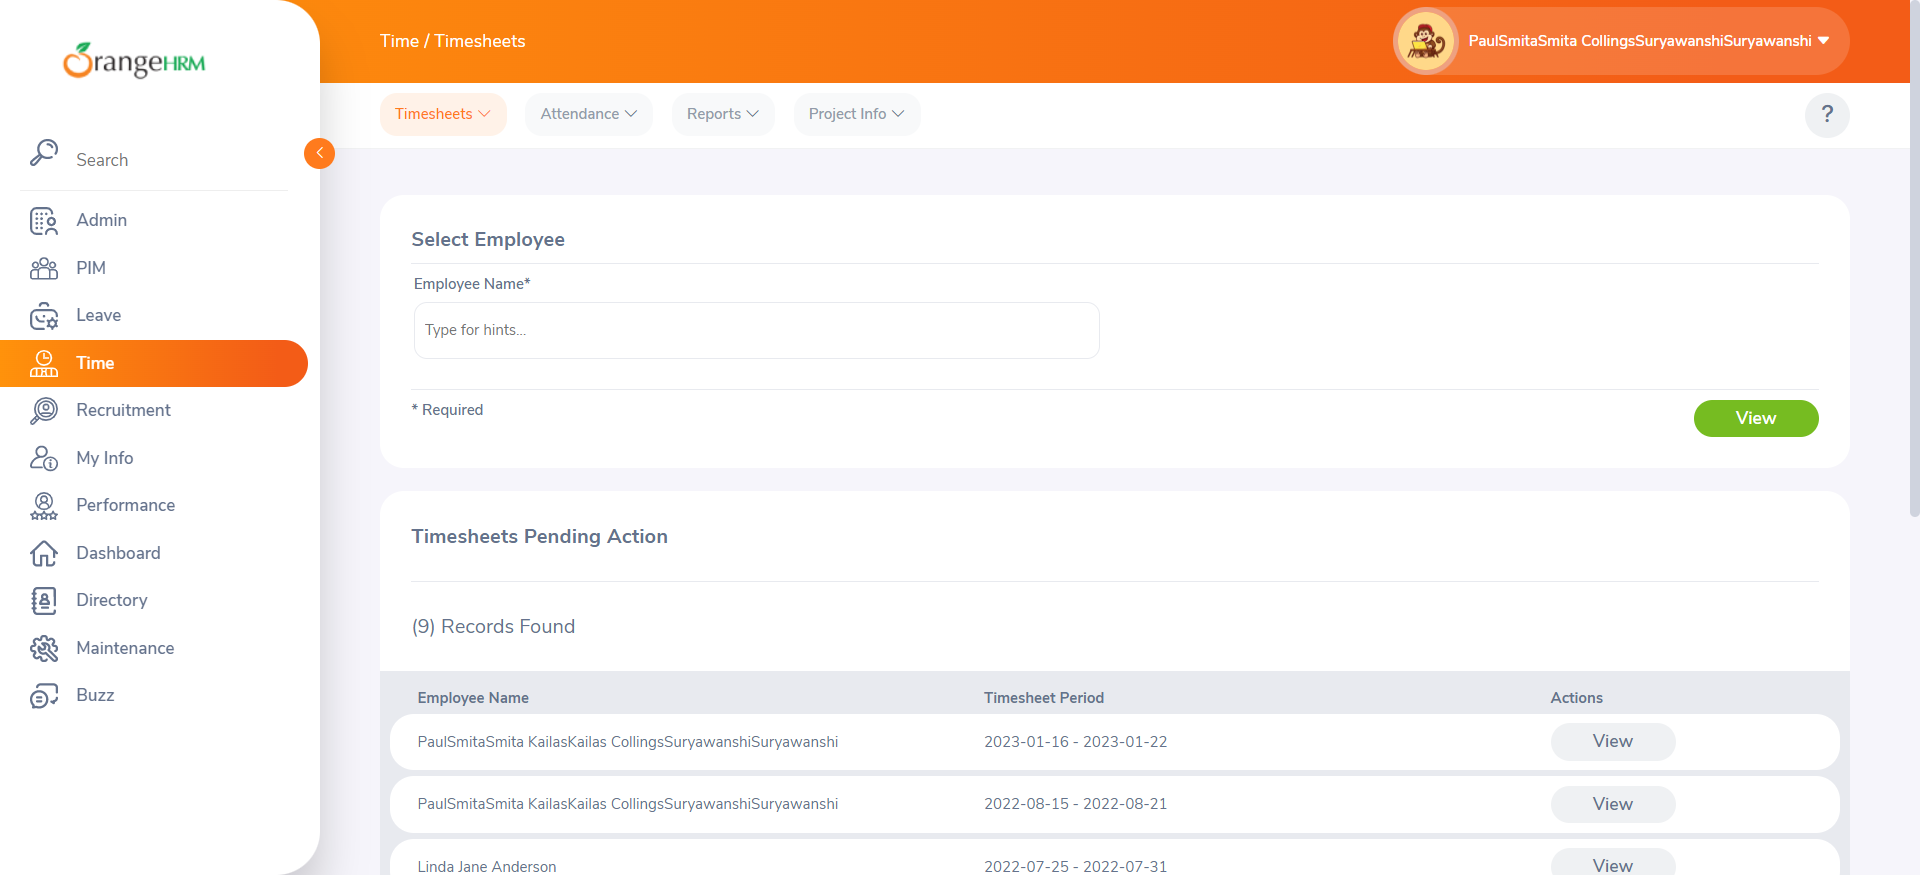 OrangeHRM
Time / Timesheets
PaulSmitaSmita CollingsSuryawanshiSuryawanshi
Timesheets
Attendance
Reports
Project Info
?
Search
Admin
PIM
Leave
Time
Recruitment
My Info
Performance
Dashboard
Directory
Maintenance
Buzz
Select Employee
Employee Name*
Type for hints...
* Required
View
Timesheets Pending Action
(9) Records Found
Employee Name Timesheet Period Actions
PaulSmitaSmita KailasKailas CollingsSuryawanshiSuryawanshi 2023-01-16 - 2023-01-22 View
PaulSmitaSmita KailasKailas CollingsSuryawanshiSuryawanshi 2022-08-15 - 2022-08-21 View
Linda Jane Anderson 2022-07-25 - 2022-07-31 View